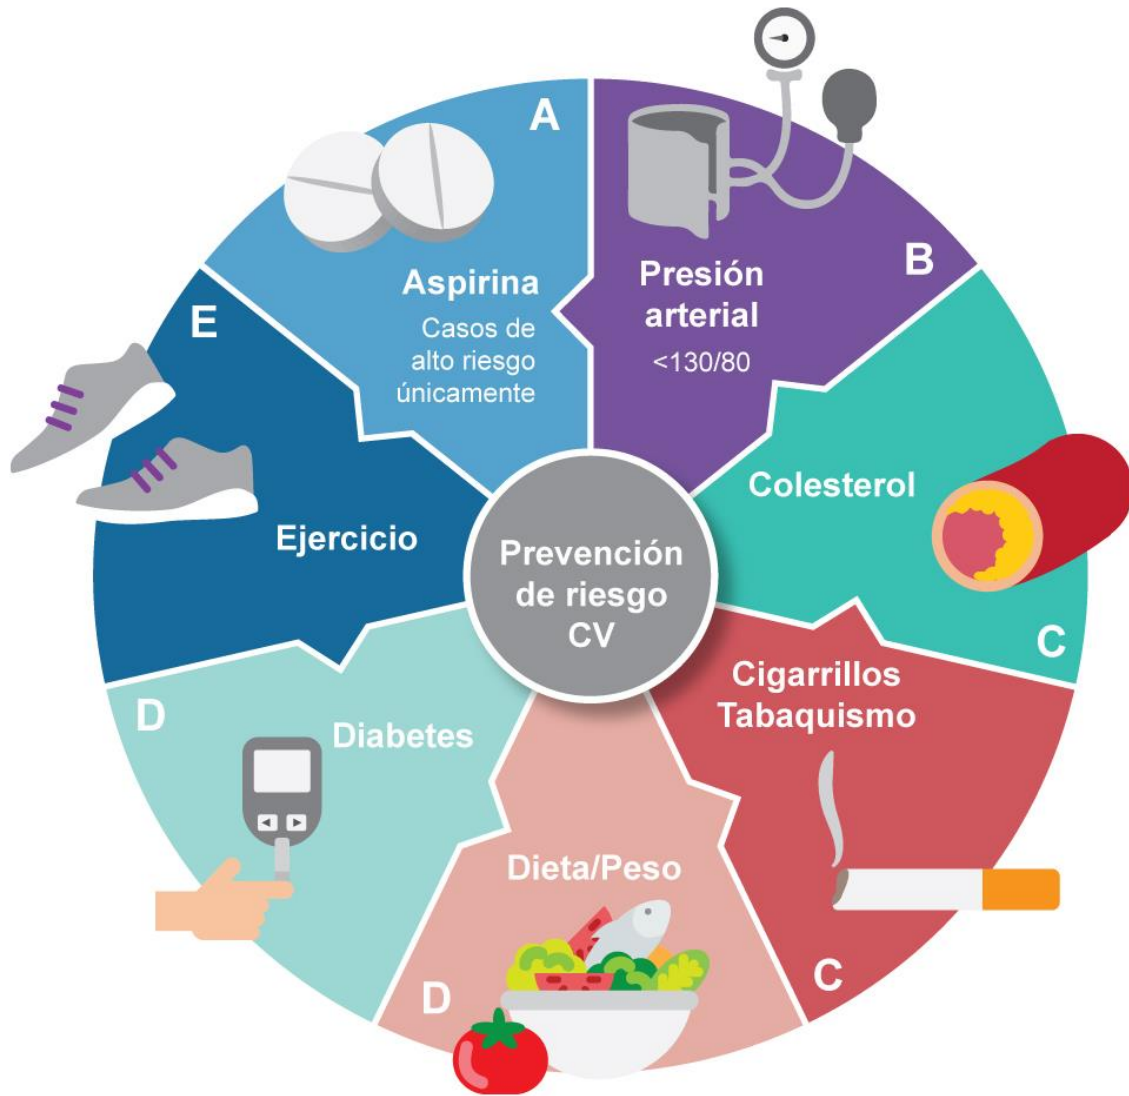 Prevención
de riesgo
CV
A
Aspirina
Casos de
alto riesgo
únicamente
B
Presión
arterial
<130/80
Colesterol
C
Cigarrillos
Tabaquismo
C
Dieta/Peso
D
Diabetes
D
E
Ejercicio